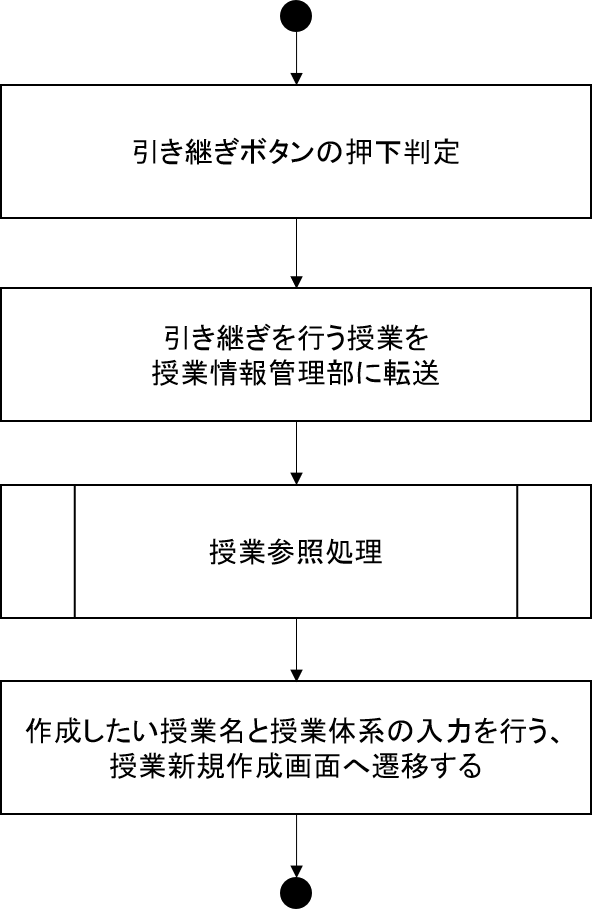 引き継ぎボタンの押下判定
引き継ぎを行う授業を
授業情報管理部に転送
授業参照処理
作成したい授業名と授業体系の入力を行う、
授業新規作成画面へ遷移する